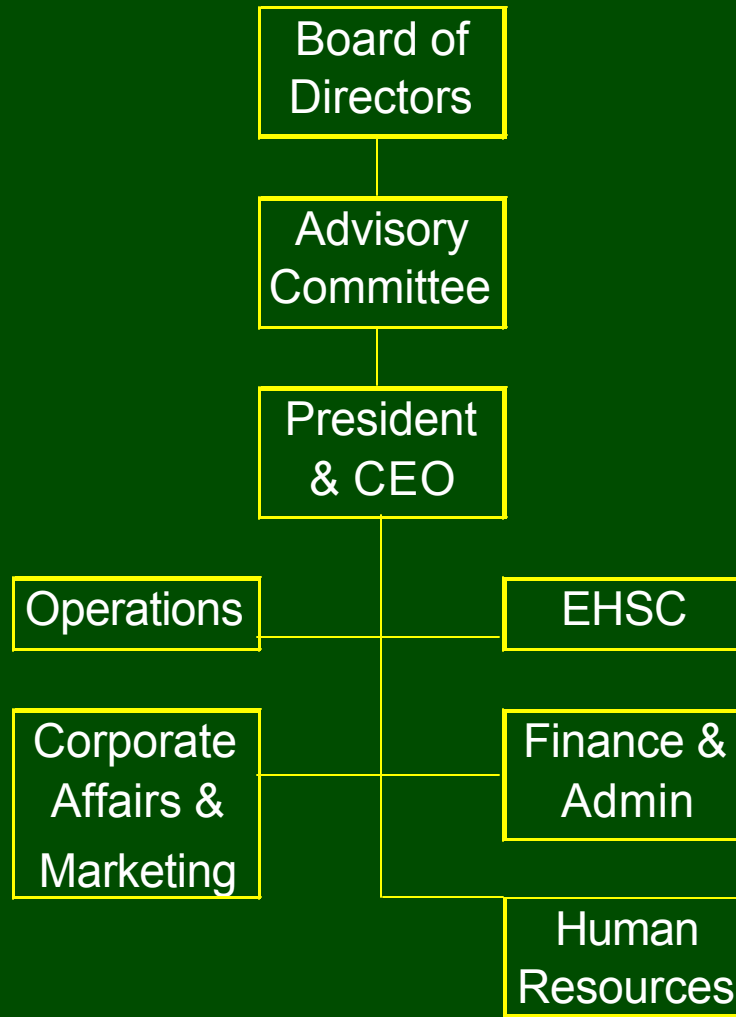 Board of
Directors
Advisory
Committee
President
& CEO
Operations
EHSC
Corporate
Affairs &
Marketing
Finance &
Admin
Human
Resources